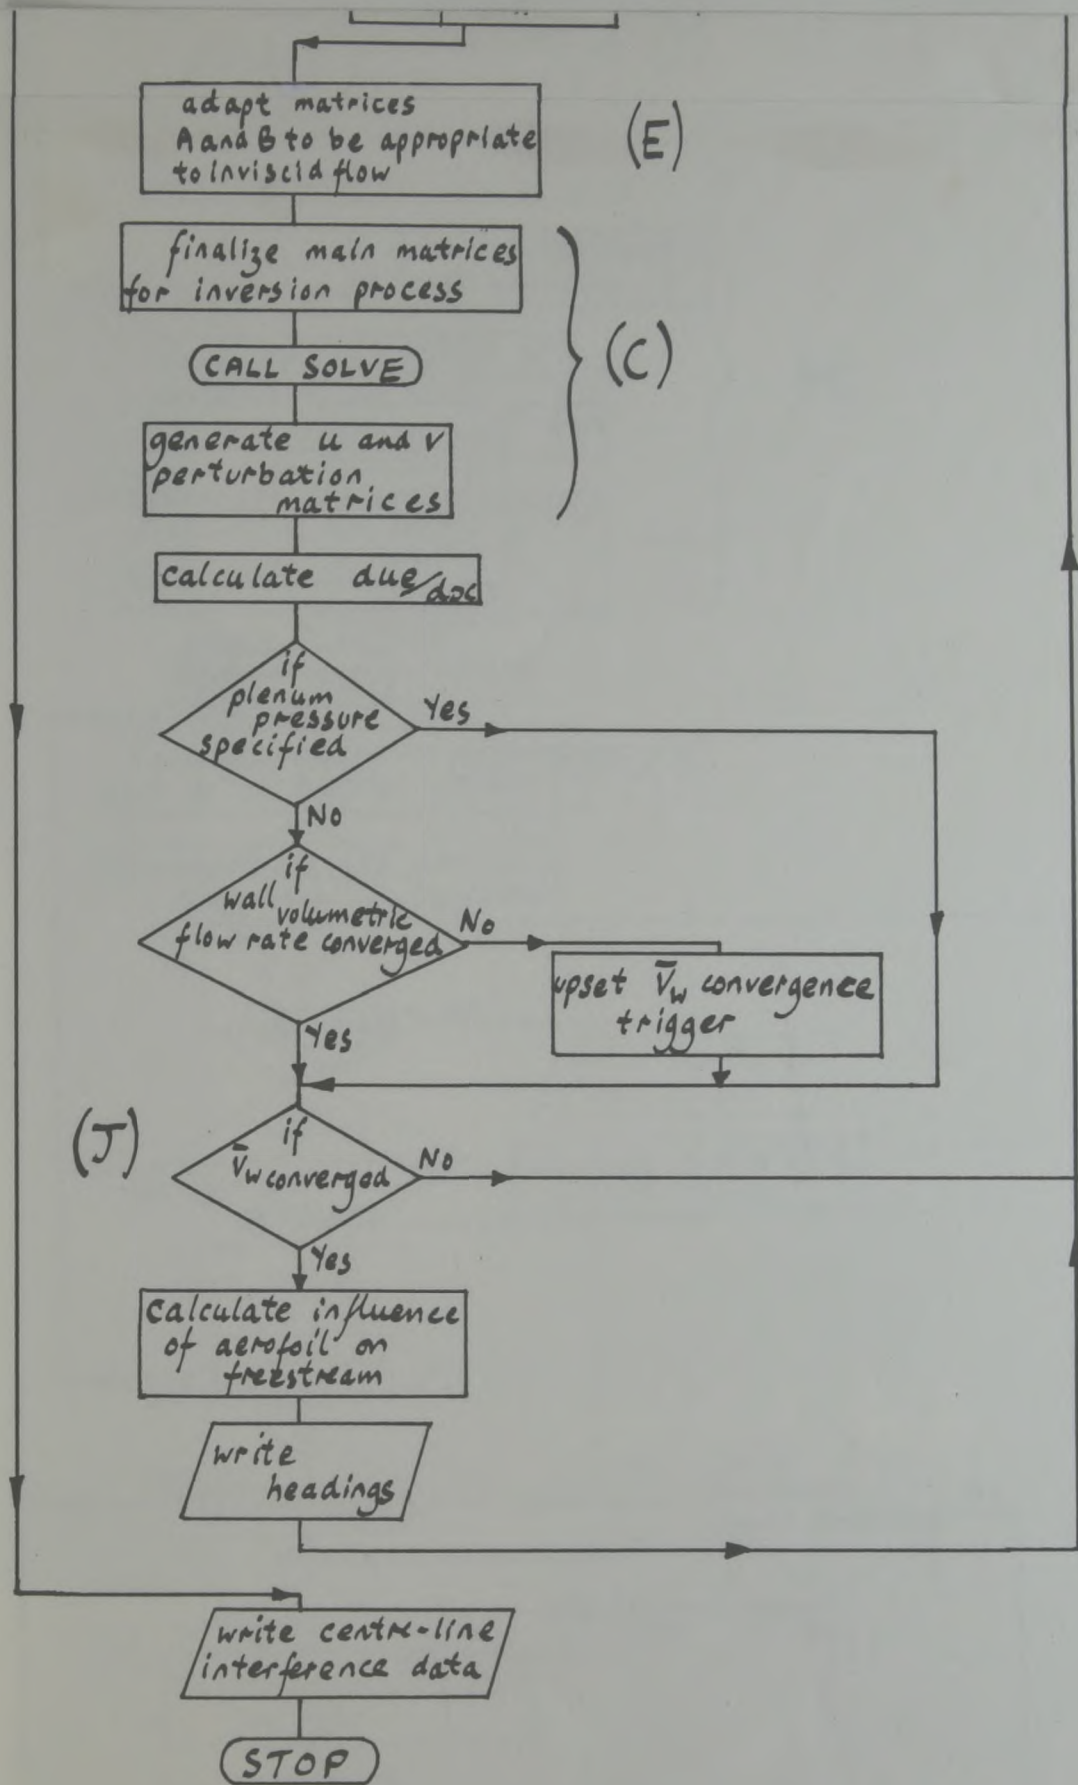 adapt matrices
A and B to be appropriate
to inviscid flow
(E)
finalize main matrices
for inversion process
CALL SOLVE
(C)
generate u and v
perturbation
matrices
calculate due/dx
if
plenum
pressure
specified
Yes
No
if
wall
volumetric
flow rate converged
No
upset V̄w convergence
trigger
Yes
(J)
if
V̄w converged
No
Yes
calculate influence
of aerofoil on
freestream
write
headings
write centre-line
interference data
STOP